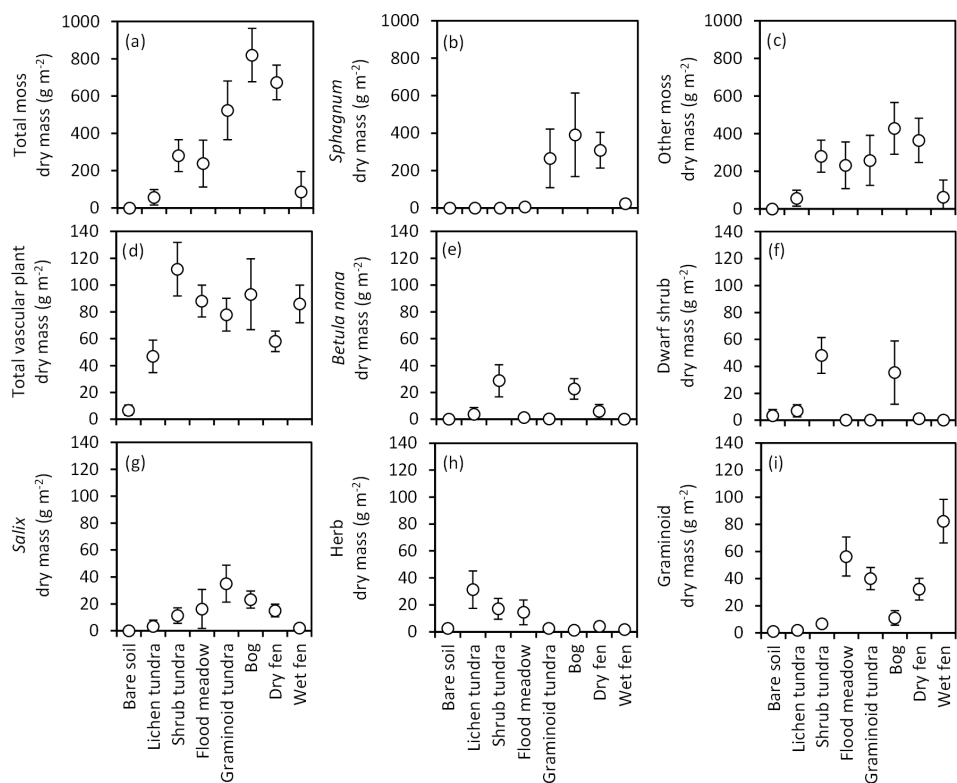 (a)
Total moss
dry mass (g m-2)
1000
800
600
400
200
0
(b)
Sphagnum
dry mass (g m-2)
1000
800
600
400
200
0
(c)
Other moss
dry mass (g m-2)
1000
800
600
400
200
0
(d)
Total vascular plant
dry mass (g m-2)
140
120
100
80
60
40
20
0
(e)
Betula nana
dry mass (g m-2)
140
120
100
80
60
40
20
0
(f)
Dwarf shrub
dry mass (g m-2)
140
120
100
80
60
40
20
0
(g)
Salix
dry mass (g m-2)
140
120
100
80
60
40
20
0
Bare soil
Lichen tundra
Shrub tundra
Flood meadow
Graminoid tundra
Bog
Dry fen
Wet fen
(h)
Herb
dry mass (g m-2)
140
120
100
80
60
40
20
0
Bare soil
Lichen tundra
Shrub tundra
Flood meadow
Graminoid tundra
Bog
Dry fen
Wet fen
(i)
Graminoid
dry mass (g m-2)
140
120
100
80
60
40
20
0
Bare soil
Lichen tundra
Shrub tundra
Flood meadow
Graminoid tundra
Bog
Dry fen
Wet fen